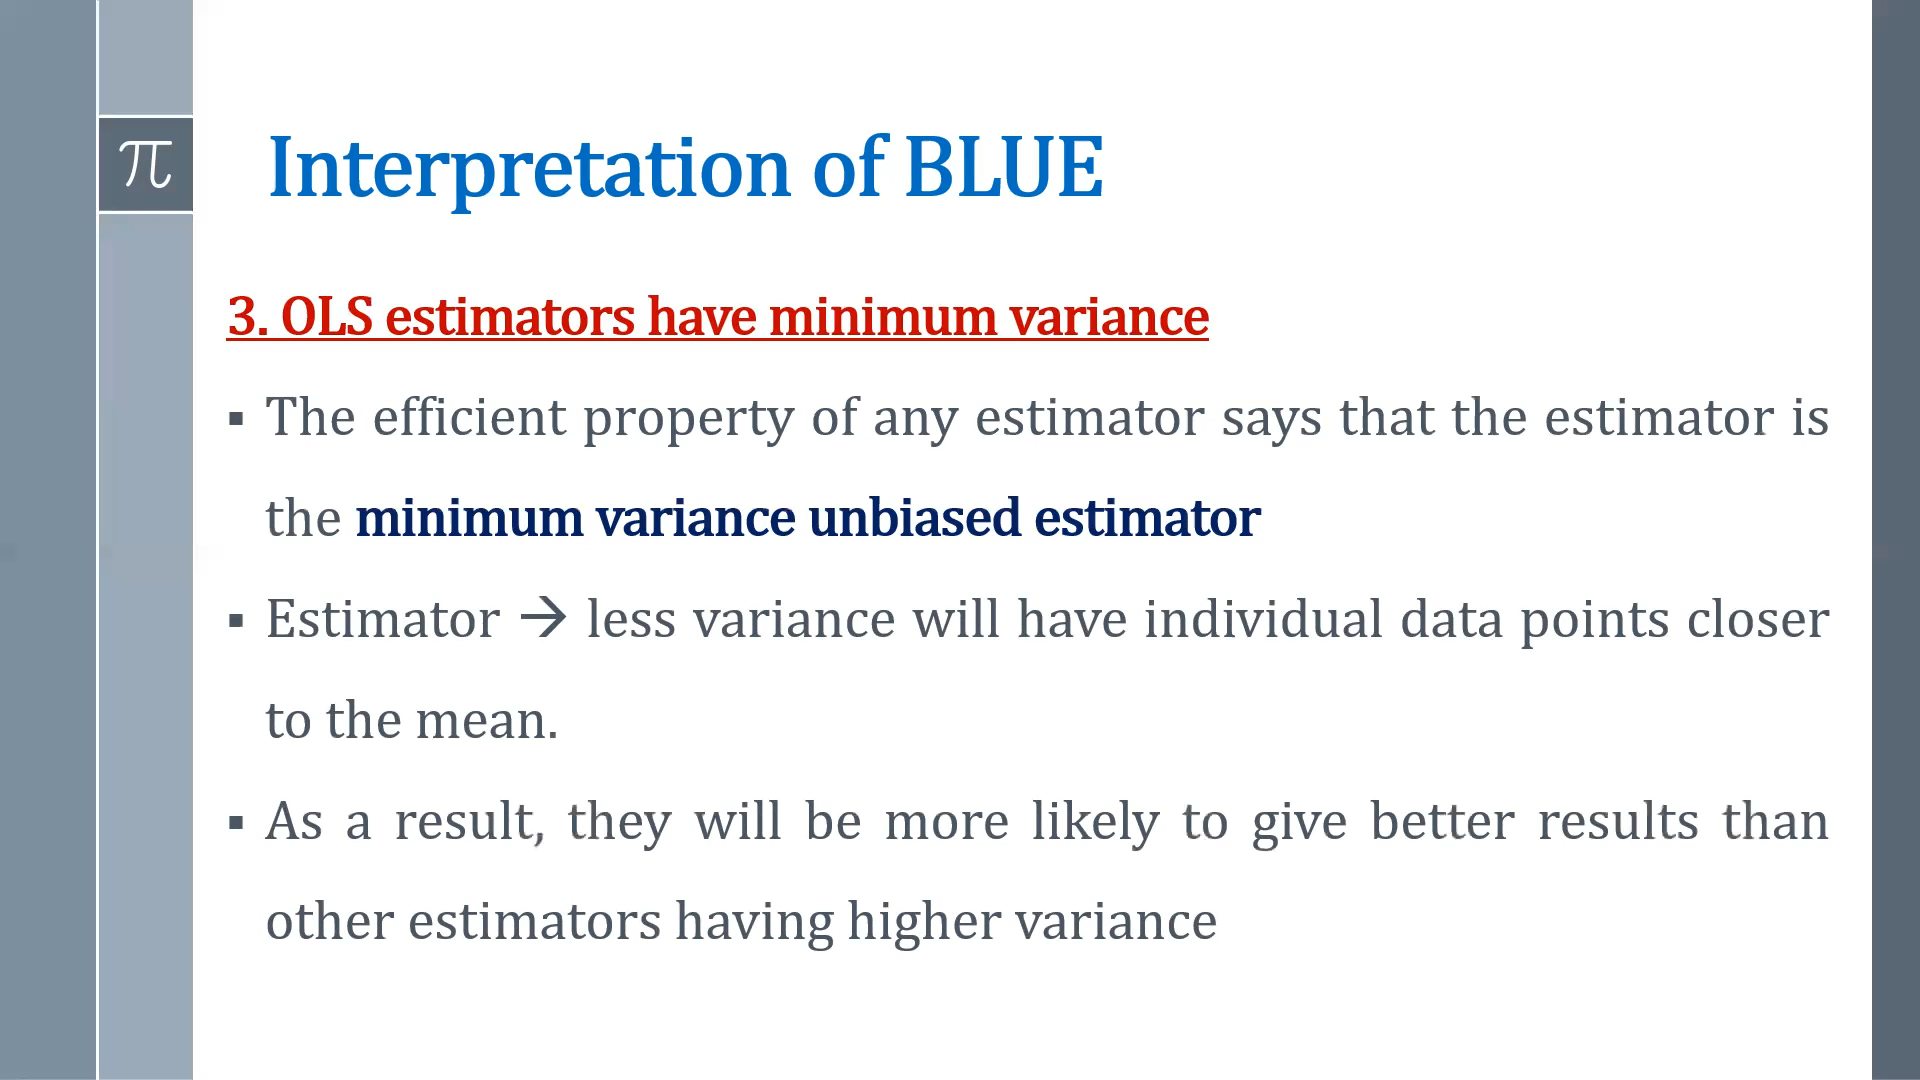 π
Interpretation of BLUE
3. OLS estimators have minimum variance
▪ The efficient property of any estimator says that the estimator is
the minimum variance unbiased estimator
▪ Estimator → less variance will have individual data points closer
to the mean.
▪ As a result, they will be more likely to give better results than
other estimators having higher variance